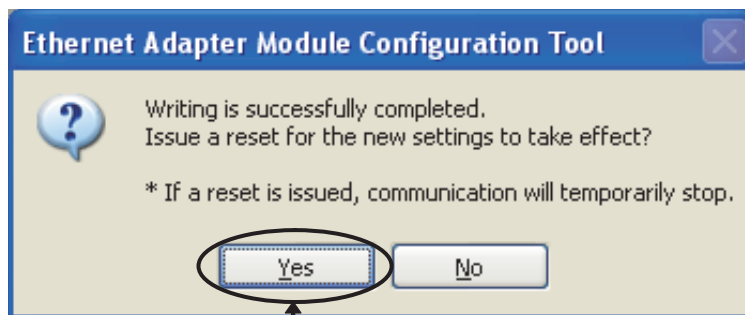 Ethernet Adapter Module Configuration Tool
Writing is successfully completed.
Issue a reset for the new settings to take effect?
* If a reset is issued, communication will temporarily stop.
Yes No